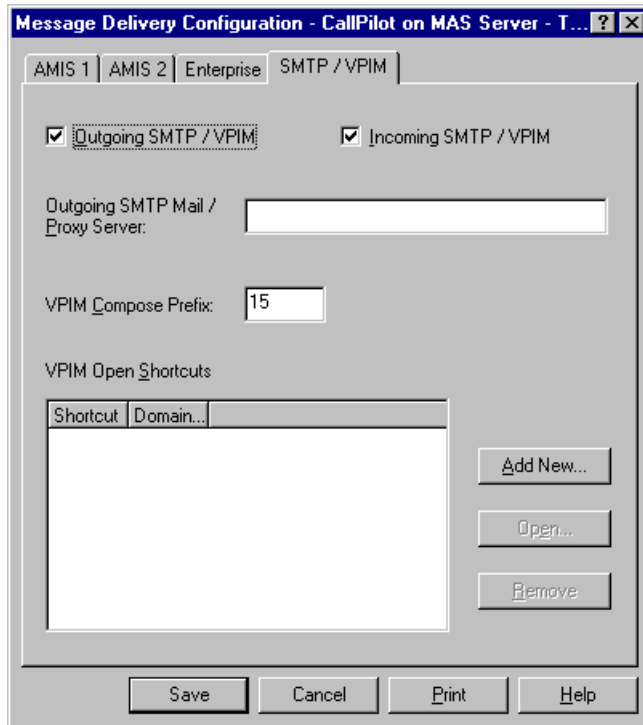 Message Delivery Configuration - CallPilot on MAS Server - T... ? X
AMIS 1 AMIS 2 Enterprise SMTP / VPIM
Outgoing SMTP / VPIM Incoming SMTP / VPIM
Outgoing SMTP Mail /
Proxy Server:
VPIM Compose Prefix: 15
VPIM Open Shortcuts
Shortcut Domain...
Add New...
Open...
Remove
Save Cancel Print Help